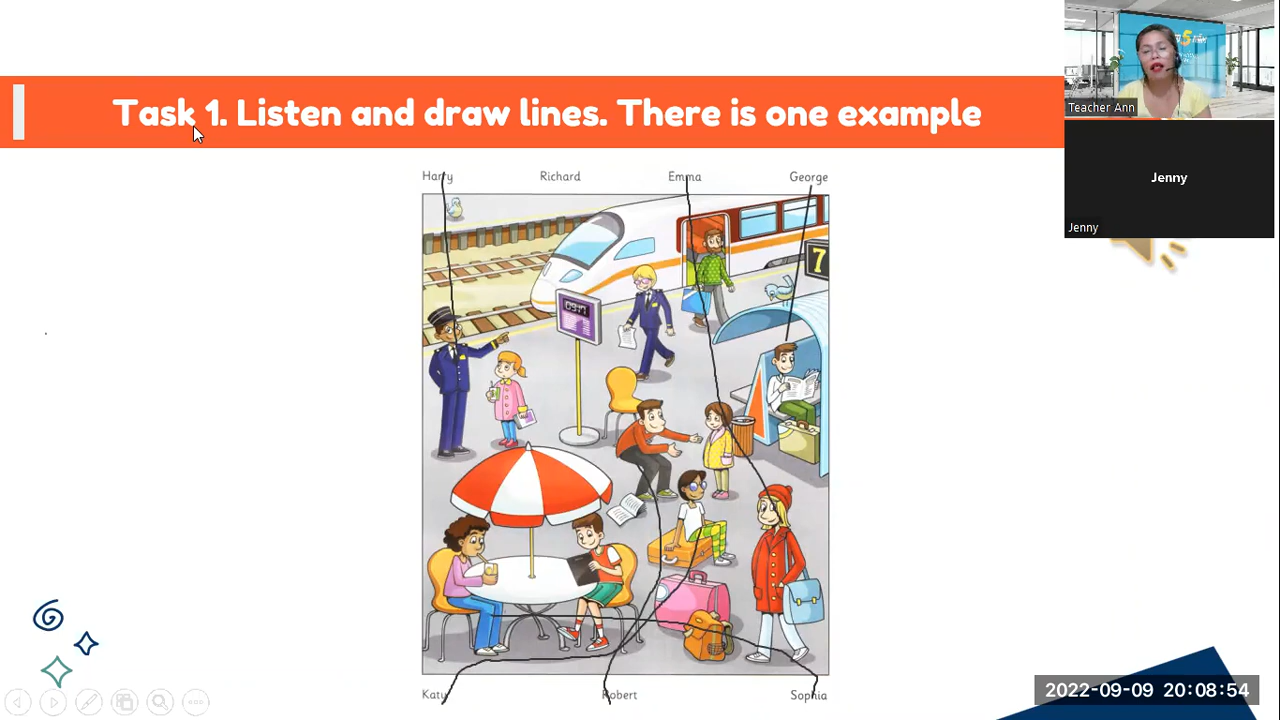 Task 1. Listen and draw lines. There is one example
Teacher Ann
Jenny
Jenny
Harry Richard Emma George
7
Katy Robert Sophia
2022-09-09 20:08:54